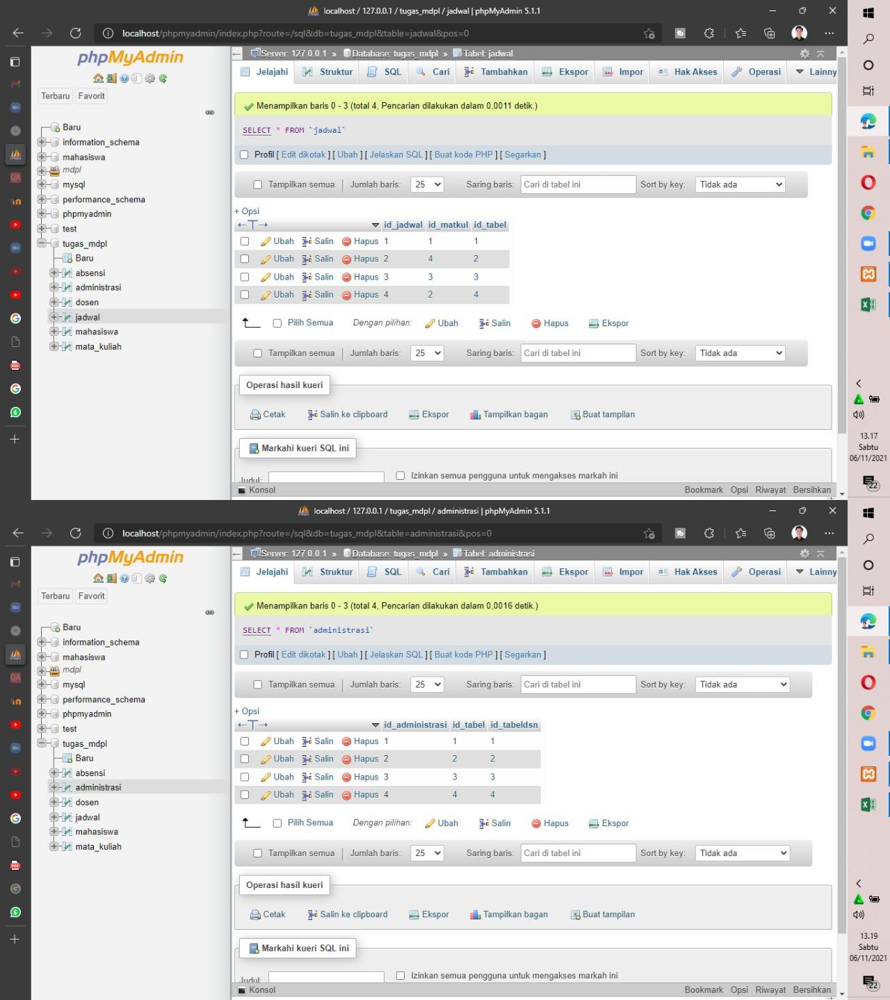 localhost / 127.0.0.1 / tugas_mdpl / jadwal | phpMyAdmin 5.1.1
localhost/phpmyadmin/index.php?route=/sql&db=tugas_mdpl&table=jadwal&pos=0
phpMyAdmin
Terbaru Favorit
Baru
information_schema
mahasiswa
mdpl
mysql
performance_schema
phpmyadmin
test
tugas_mdpl
Baru
absensi
administrasi
dosen
jadwal
mahasiswa
mata_kuliah
Server: 127.0.0.1 » Database: tugas_mdpl » Tabel: jadwal
Jelajahi Struktur SQL Cari Tambahkan Ekspor Impor Hak Akses Operasi Lainny
Menampilkan baris 0 - 3 (total 4, Pencarian dilakukan dalam 0,0011 detik.)
SELECT * FROM `jadwal`
Profil [ Edit dikotak ] [ Ubah ] [ Jelaskan SQL ] [ Buat kode PHP ] [ Segarkan ]
Tampilkan semua | Jumlah baris: 25 Saring baris: Cari di tabel ini Sort by key: Tidak ada
+ Opsi
←T→ id_jadwal id_matkul id_tabel
Ubah Salin Hapus 1 1 1
Ubah Salin Hapus 2 4 2
Ubah Salin Hapus 3 3 3
Ubah Salin Hapus 4 2 4
Pilih Semua Dengan pilihan: Ubah Salin Hapus Ekspor
Tampilkan semua | Jumlah baris: 25 Saring baris: Cari di tabel ini Sort by key: Tidak ada
Operasi hasil kueri
Cetak Salin ke clipboard Ekspor Tampilkan bagan Buat tampilan
Markahi kueri SQL ini
Judul: Izinkan semua pengguna untuk mengakses markah ini
Konsol Bookmark Opsi Riwayat Bersihkan
13.17
Sabtu
06/11/2021
22
localhost / 127.0.0.1 / tugas_mdpl / administrasi | phpMyAdmin 5.1.1
localhost/phpmyadmin/index.php?route=/sql&db=tugas_mdpl&table=administrasi&pos=0
phpMyAdmin
Terbaru Favorit
Baru
information_schema
mahasiswa
mdpl
mysql
performance_schema
phpmyadmin
test
tugas_mdpl
Baru
absensi
administrasi
dosen
jadwal
mahasiswa
mata_kuliah
Server: 127.0.0.1 » Database: tugas_mdpl » Tabel: administrasi
Jelajahi Struktur SQL Cari Tambahkan Ekspor Impor Hak Akses Operasi Lainny
Menampilkan baris 0 - 3 (total 4, Pencarian dilakukan dalam 0,0016 detik.)
SELECT * FROM `administrasi`
Profil [ Edit dikotak ] [ Ubah ] [ Jelaskan SQL ] [ Buat kode PHP ] [ Segarkan ]
Tampilkan semua | Jumlah baris: 25 Saring baris: Cari di tabel ini Sort by key: Tidak ada
+ Opsi
←T→ id_administrasi id_tabel id_tabeldsn
Ubah Salin Hapus 1 1 1
Ubah Salin Hapus 2 2 2
Ubah Salin Hapus 3 3 3
Ubah Salin Hapus 4 4 4
Pilih Semua Dengan pilihan: Ubah Salin Hapus Ekspor
Tampilkan semua | Jumlah baris: 25 Saring baris: Cari di tabel ini Sort by key: Tidak ada
Operasi hasil kueri
Cetak Salin ke clipboard Ekspor Tampilkan bagan Buat tampilan
Markahi kueri SQL ini
Judul: Izinkan semua pengguna untuk mengakses markah ini
Konsol Bookmark Opsi Riwayat Bersihkan
13.19
Sabtu
06/11/2021
22